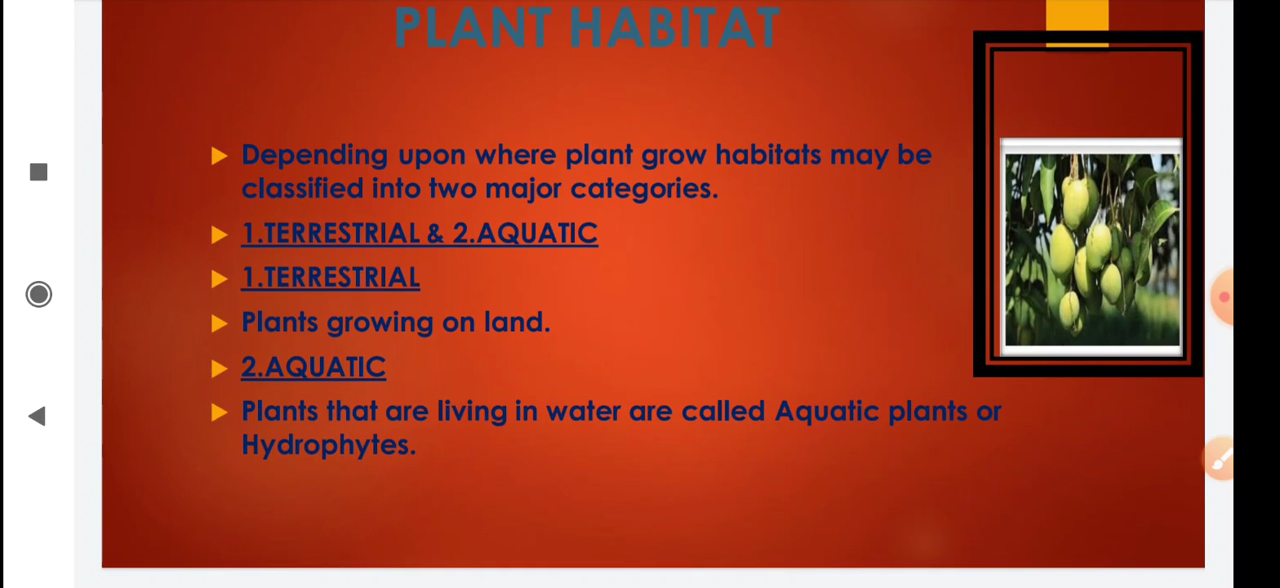 PLANT HABITAT
Depending upon where plant grow habitats may be
classified into two major categories.
1.TERRESTRIAL & 2.AQUATIC
1.TERRESTRIAL
Plants growing on land.
2.AQUATIC
Plants that are living in water are called Aquatic plants or
Hydrophytes.